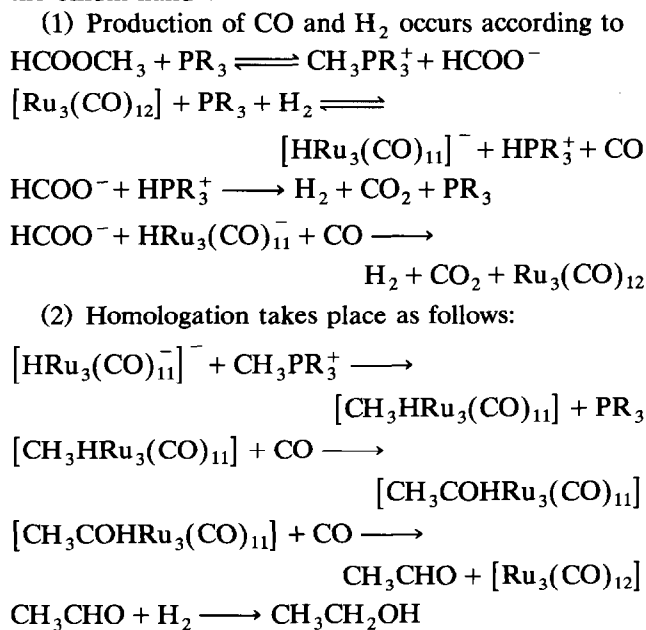 (1) Production of CO and H₂ occurs according to
HCOOCH₃ + PR₃ ⇌ CH₃PR₃⁺ + HCOO⁻
[Ru₃(CO)₁₂] + PR₃ + H₂ ⇌
[HRu₃(CO)₁₁]⁻ + HPR₃⁺ + CO
HCOO⁻ + HPR₃⁺ ⟶ H₂ + CO₂ + PR₃
HCOO⁻ + HRu₃(CO)₁₁⁻ + CO ⟶
H₂ + CO₂ + Ru₃(CO)₁₂
(2) Homologation takes place as follows:
[HRu₃(CO)₁₁⁻]⁻ + CH₃PR₃⁺ ⟶
[CH₃HRu₃(CO)₁₁] + PR₃
[CH₃HRu₃(CO)₁₁] + CO ⟶
[CH₃COHRu₃(CO)₁₁]
[CH₃COHRu₃(CO)₁₁] + CO ⟶
CH₃CHO + [Ru₃(CO)₁₂]
CH₃CHO + H₂ ⟶ CH₃CH₂OH